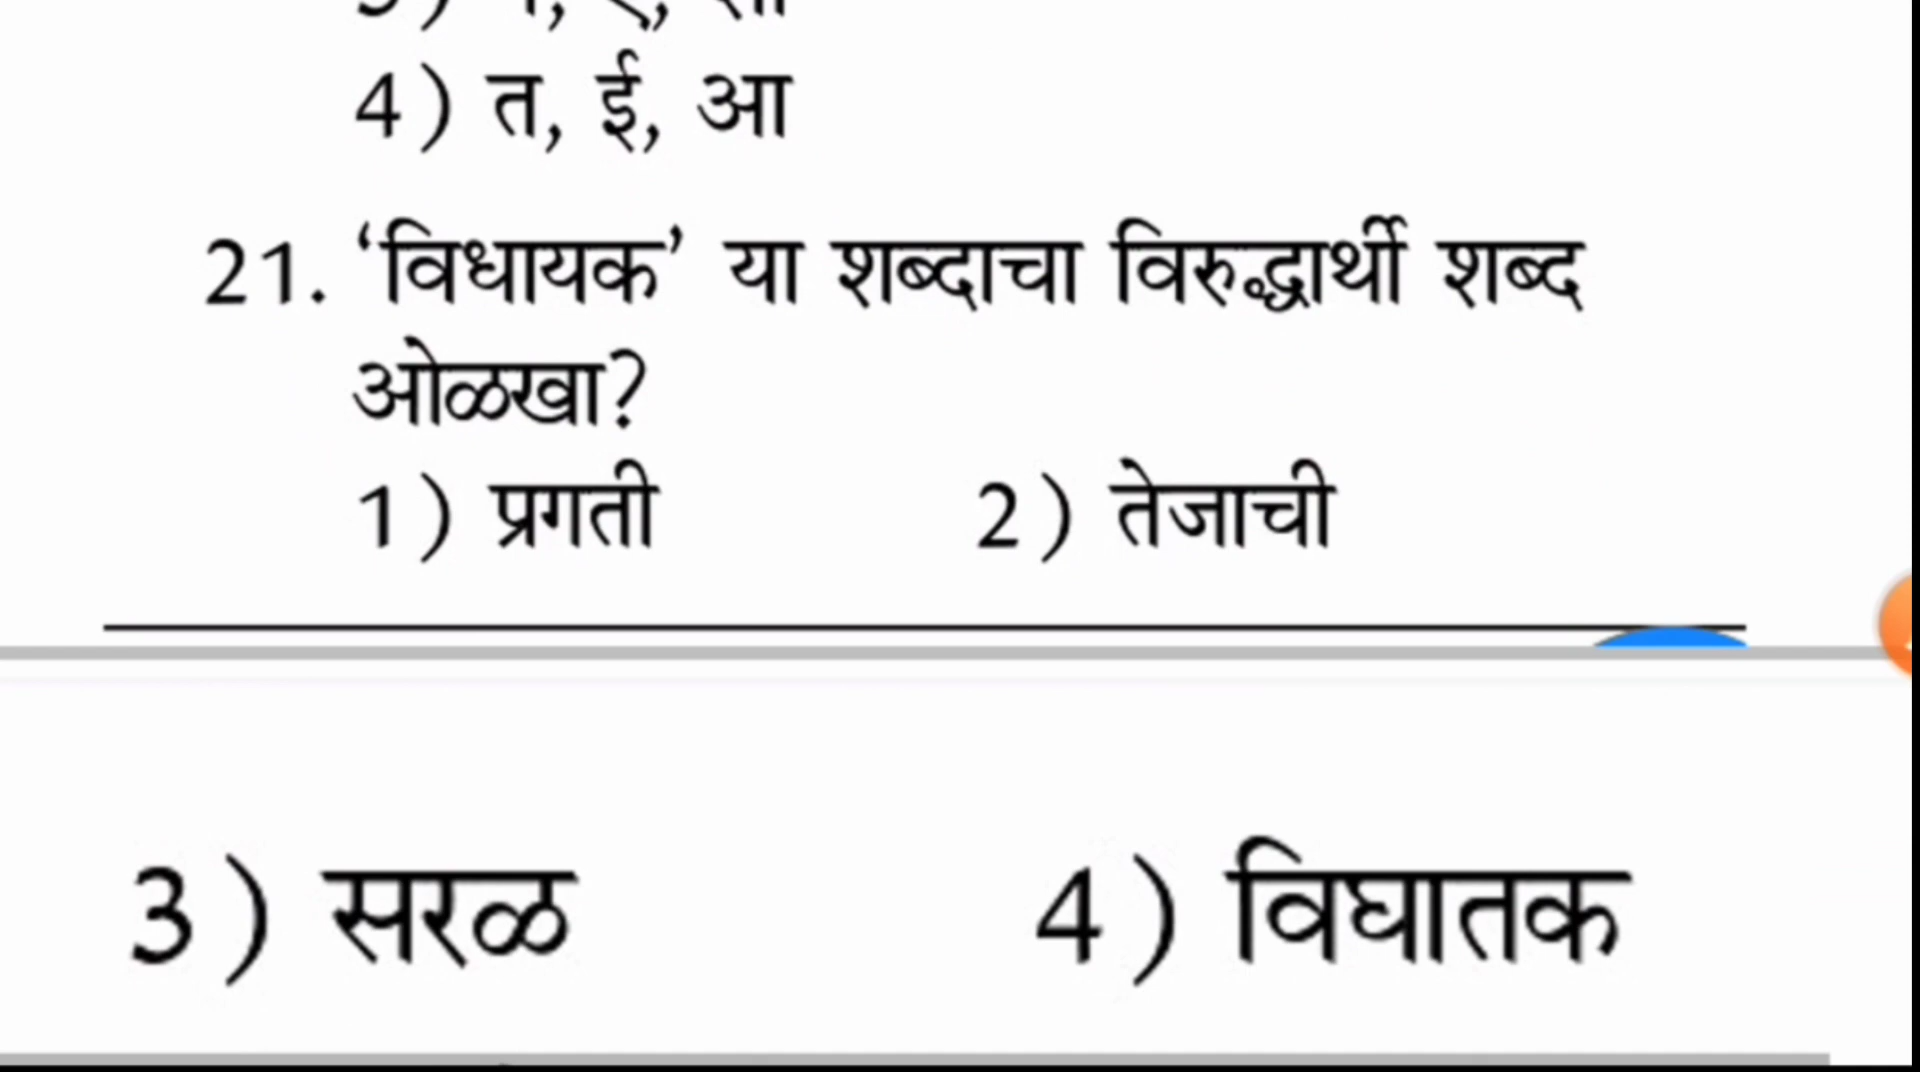 4) त, ई, आ
21. ‘विधायक’ या शब्दाचा विरुद्धार्थी शब्द
ओळखा?
1) प्रगती 2) तेजाची
3) सरळ 4) विघातक